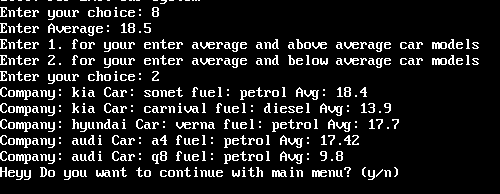 Enter your choice: 8
Enter Average: 18.5
Enter 1. for your enter average and above average car models
Enter 2. for your enter average and below average car models
Enter your choice: 2
Company: kia Car: sonet fuel: petrol Avg: 18.4
Company: kia Car: carnival fuel: diesel Avg: 13.9
Company: hyundai Car: verna fuel: petrol Avg: 17.7
Company: audi Car: a4 fuel: petrol Avg: 17.42
Company: audi Car: q8 fuel: petrol Avg: 9.8
Heyy Do you want to continue with main menu? (y/n)